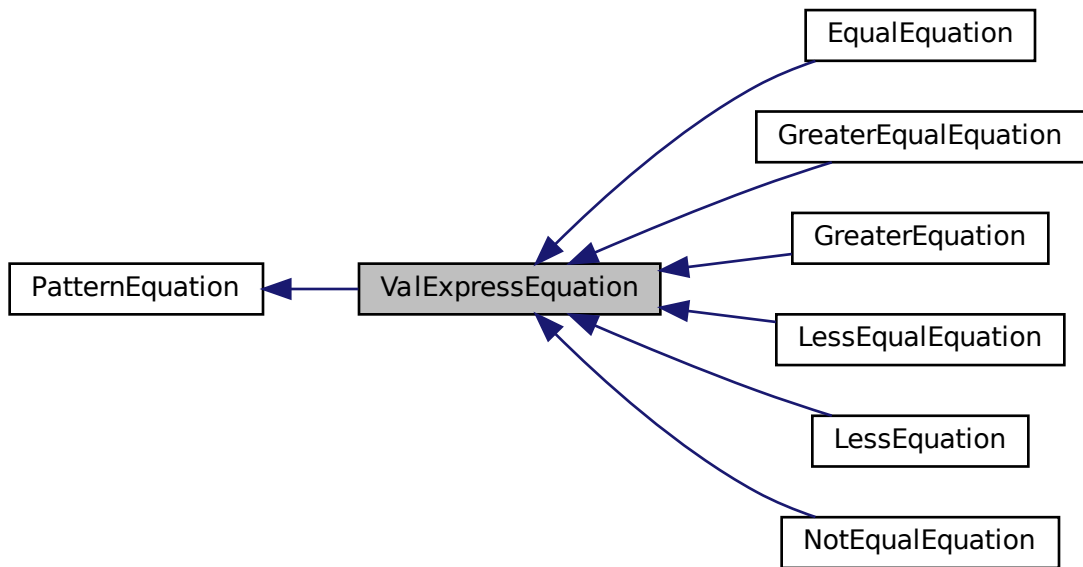 EqualEquation
GreaterEqualEquation
GreaterEquation
PatternEquation
ValExpressEquation
LessEqualEquation
LessEquation
NotEqualEquation